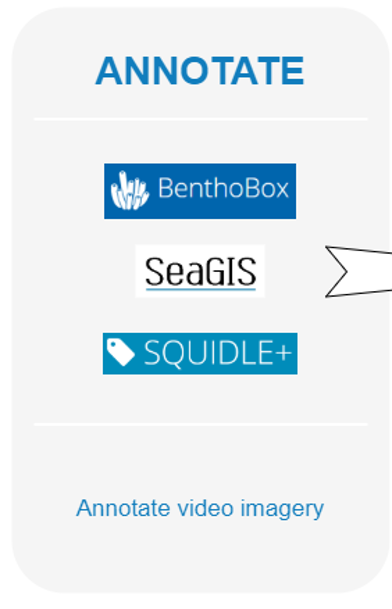 ANNOTATE
BenthoBox
SeaGIS
SQUIDLE+
Annotate video imagery